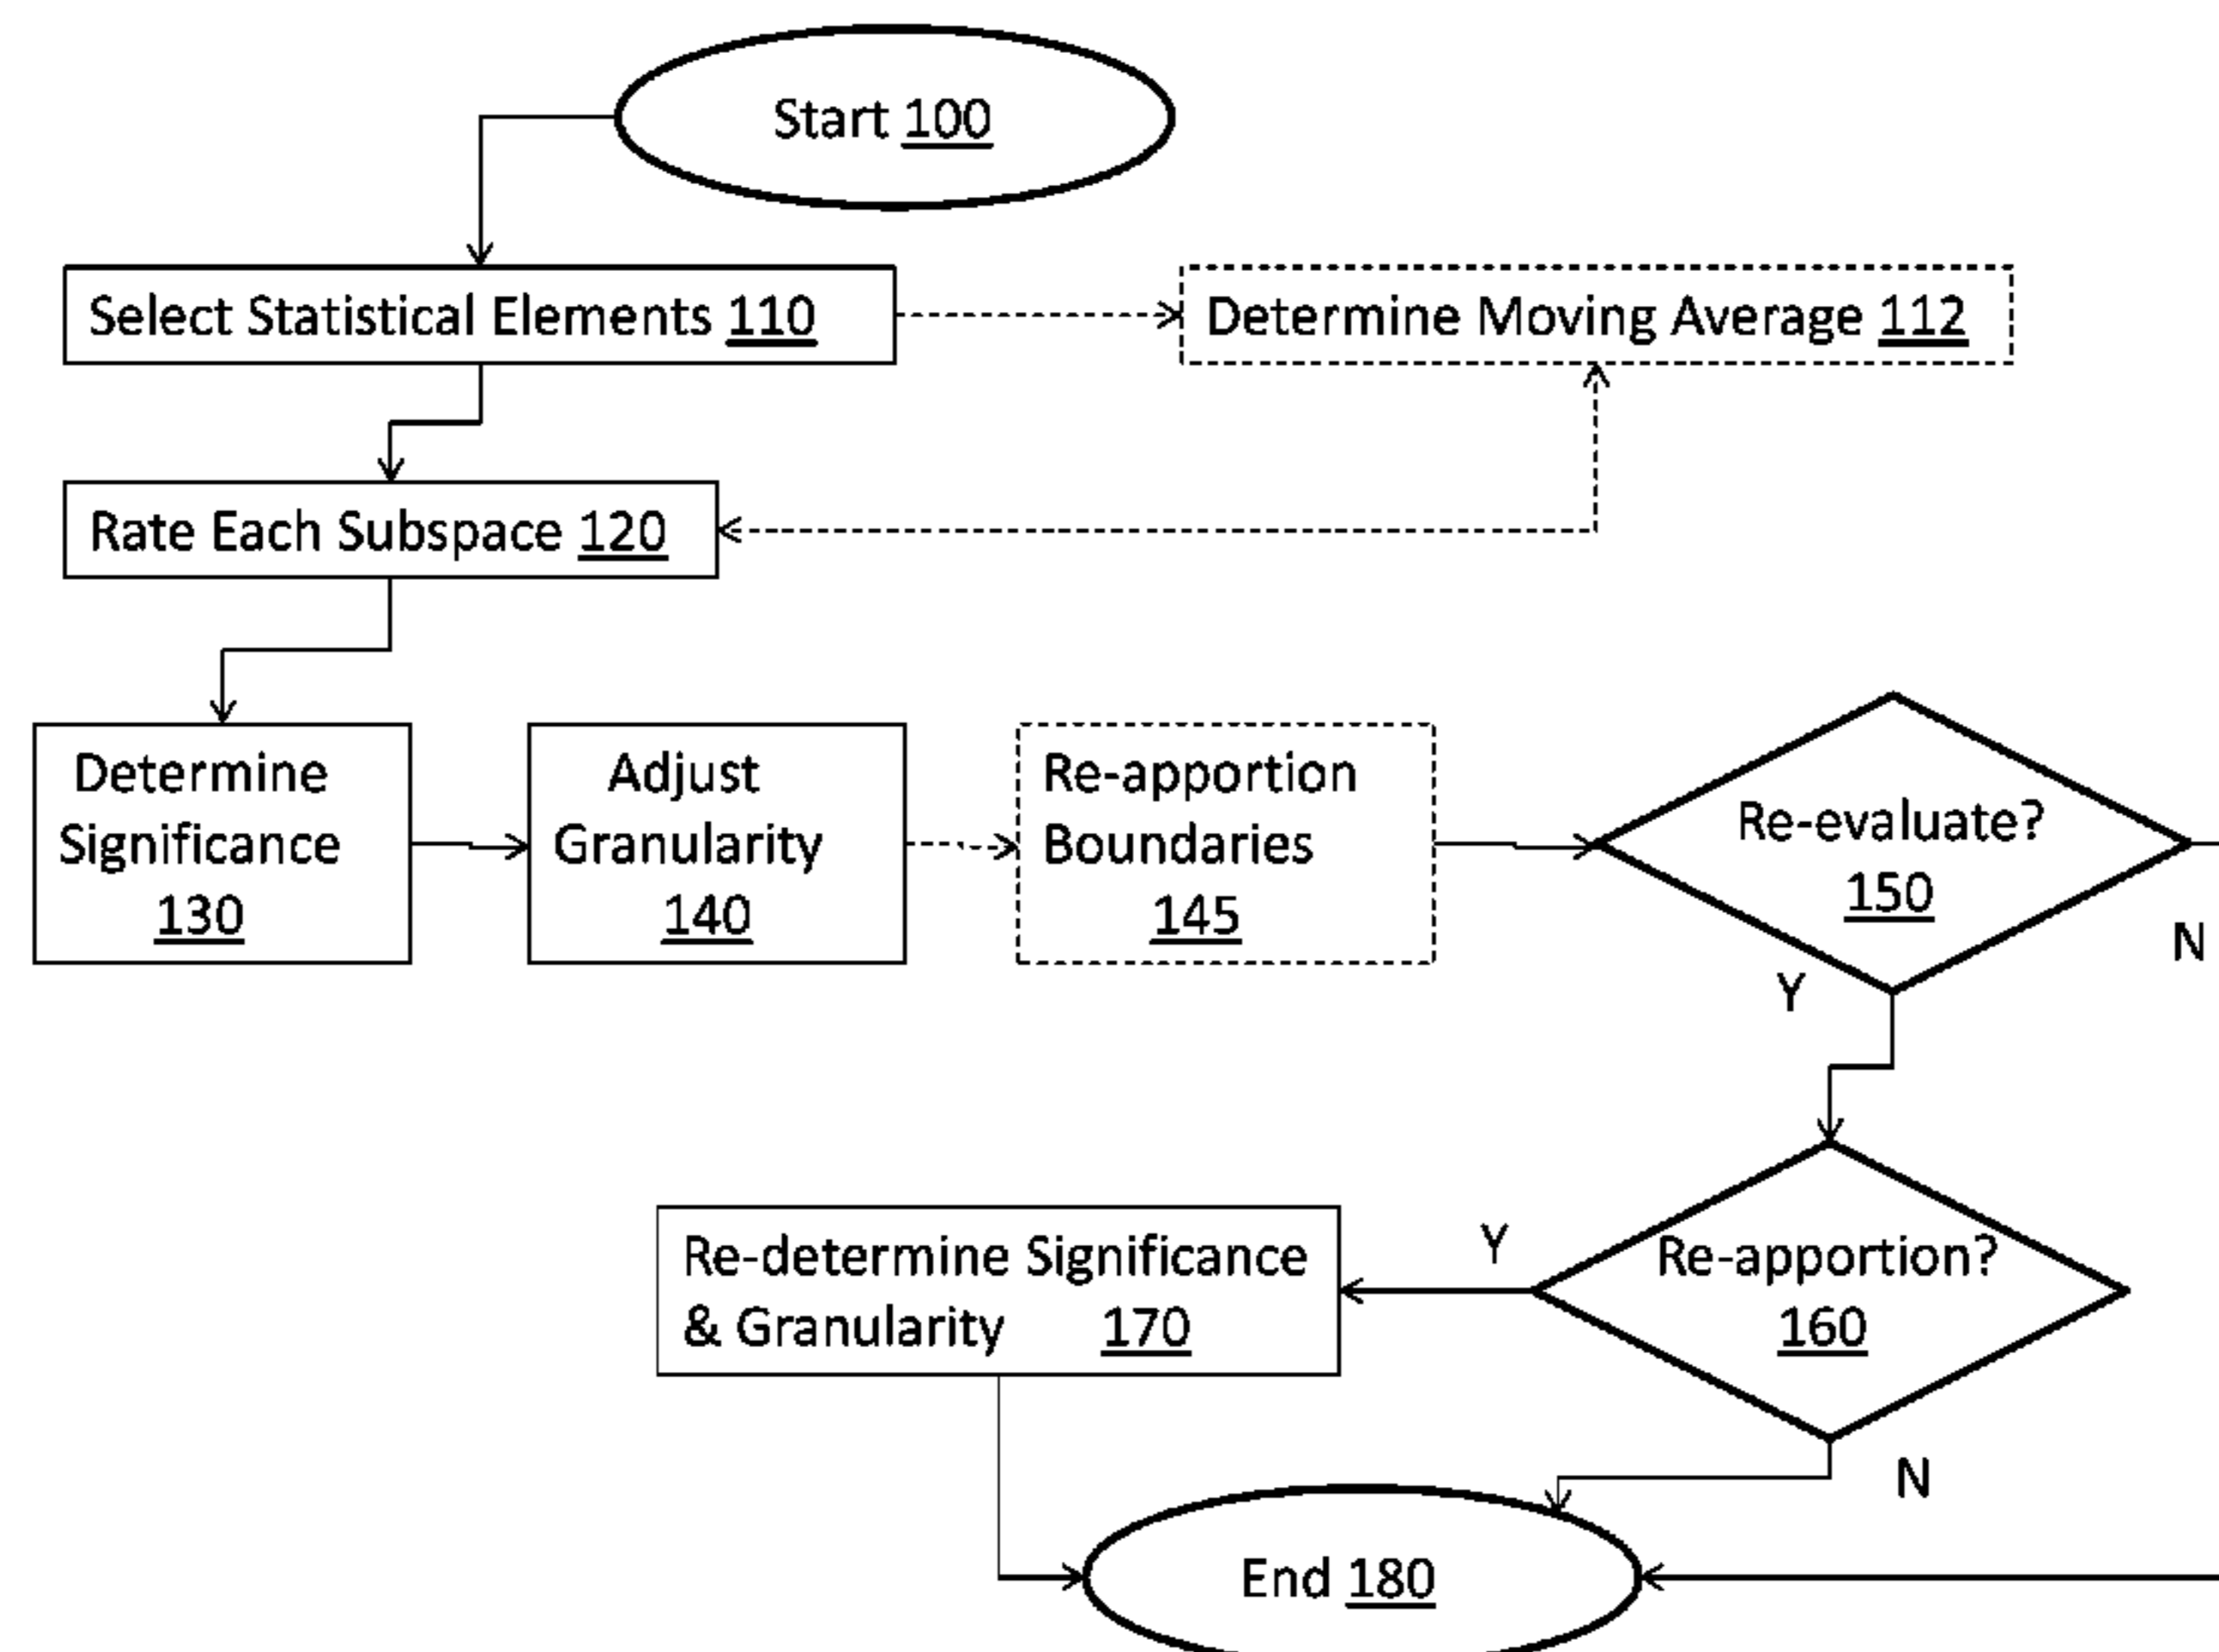 Start 100
Select Statistical Elements 110
Determine Moving Average 112
Rate Each Subspace 120
Determine
Significance
130
Adjust
Granularity
140
Re-apportion
Boundaries
145
Re-evaluate?
150
N
Y
Re-apportion?
160
Y
Re-determine Significance
& Granularity 170
N
End 180